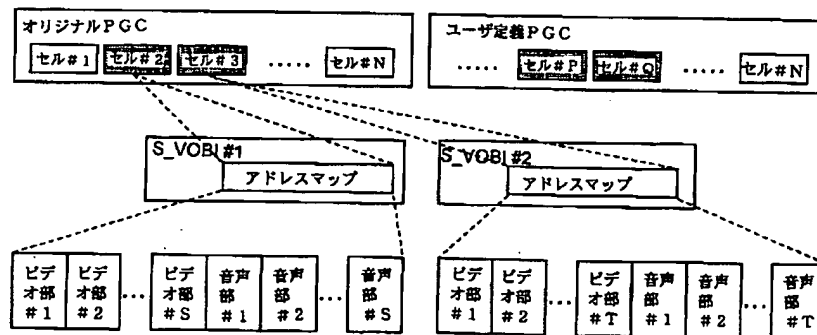 オリジナルPGC
セル#1 セル#2 セル#3 ..... セル#N
ユーザ定義PGC
..... セル#P セル#Q ..... セル#N
S_VOBI#1
アドレスマップ
S_VOBI#2
アドレスマップ
ビデオ部#1 ビデオ部#2 ... ビデオ部#S 音声部#1 音声部#2 ... 音声部#S
ビデオ部#1 ビデオ部#2 ... ビデオ部#T 音声部#1 音声部#2 ... 音声部#T